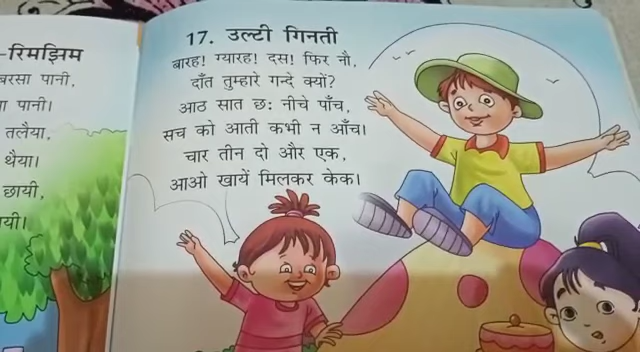 -रिमझिम
बरसा पानी,
पानी।
तलैया,
थैया।
छायी,
17. उल्टी गिनती
बारह! ग्यारह! दस! फिर नौ,
दाँत तुम्हारे गन्दे क्यों?
आठ सात छः नीचे पाँच,
सच को आती कभी न आँच।
चार तीन दो और एक,
आओ खायें मिलकर केक।